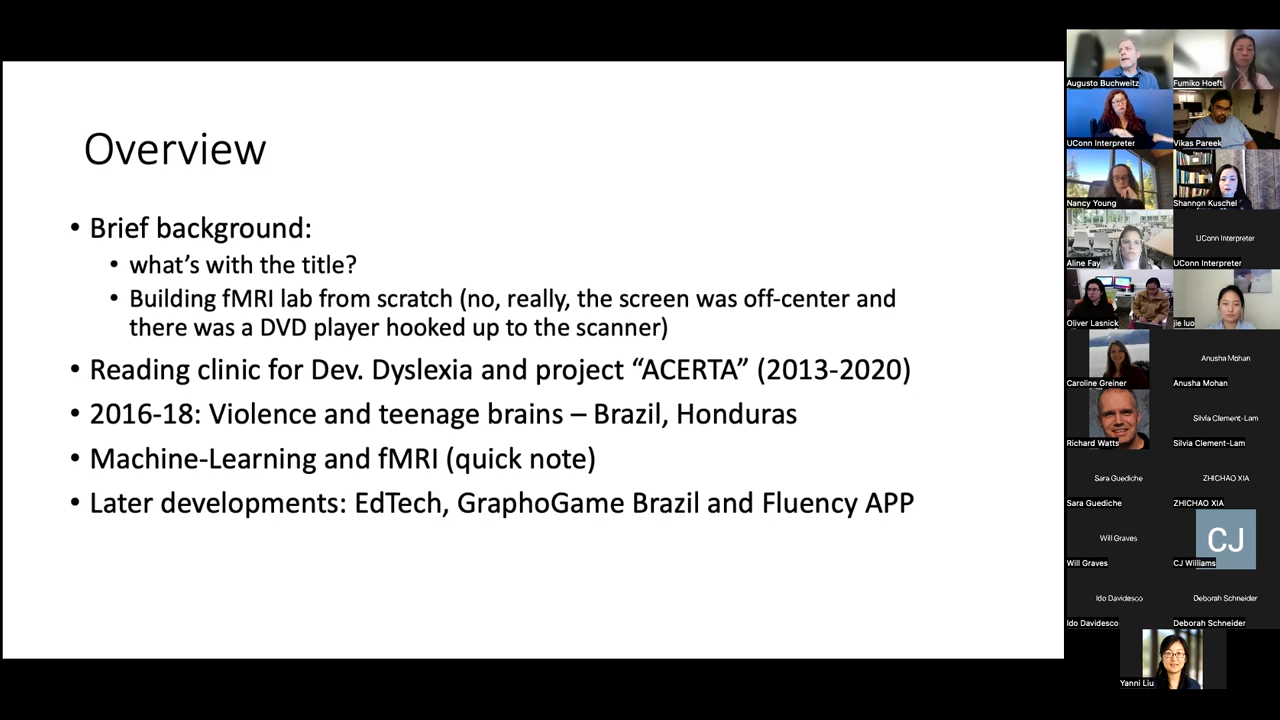 Overview
• Brief background:
• what's with the title?
• Building fMRI lab from scratch (no, really, the screen was off-center and
there was a DVD player hooked up to the scanner)
• Reading clinic for Dev. Dyslexia and project “ACERTA” (2013-2020)
• 2016-18: Violence and teenage brains – Brazil, Honduras
• Machine-Learning and fMRI (quick note)
• Later developments: EdTech, GraphoGame Brazil and Fluency APP
Augusto Buchweitz
Fumiko Hoeft
UConn Interpreter
Vikas Pareek
Nancy Young
Shannon Kuschel
Aline Fay
UConn Interpreter
UConn Interpreter
Oliver Lasnick
jie luo
Caroline Greiner
Anusha Mohan
Anusha Mohan
Richard Watts
Silvia Clement-Lam
Silvia Clement-Lam
Sara Guediche
Sara Guediche
ZHICHAO XIA
ZHICHAO XIA
Will Graves
Will Graves
CJ
CJ Williams
Ido Davidesco
Ido Davidesco
Deborah Schneider
Deborah Schneider
Yanni Liu